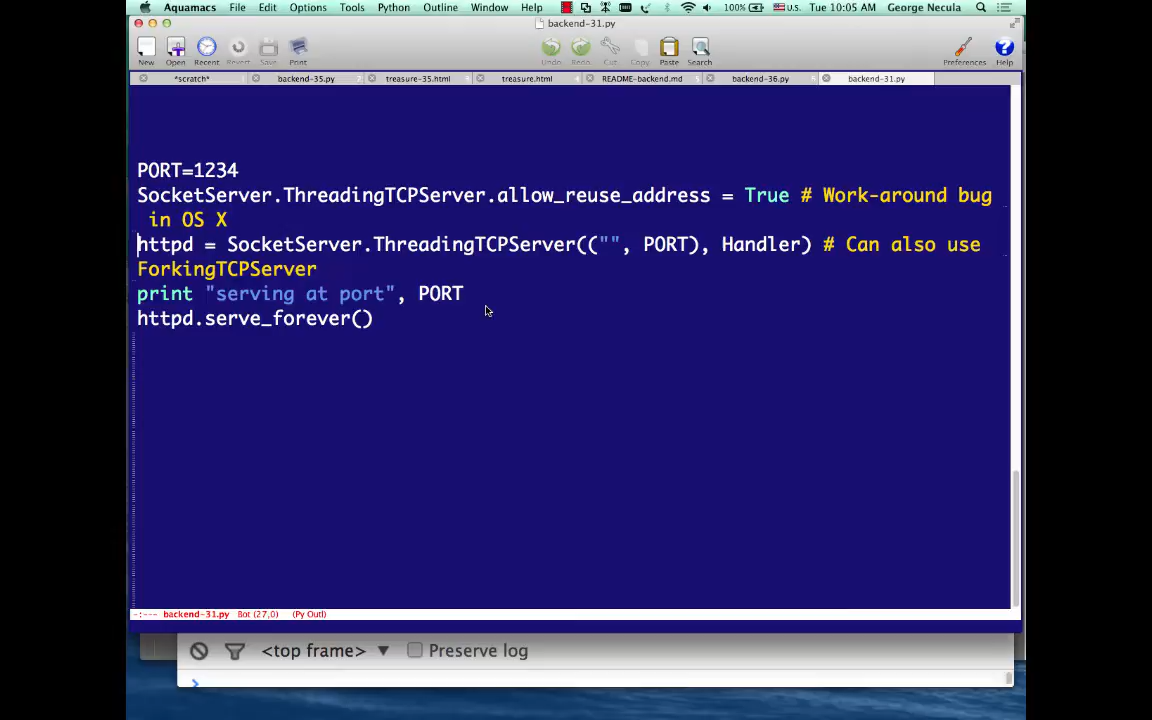 Aquamacs File Edit Options Tools Python Outline Window Help 100% U.S. Tue 10:05 AM George Necula
backend-31.py
New Open Recent Revert Save Print Undo Redo Cut Copy Paste Search Preferences Help
*scratch* backend-35.py 2 treasure-35.html treasure.html README-backend.md backend-36.py backend-31.py
PORT=1234
SocketServer.ThreadingTCPServer.allow_reuse_address = True # Work-around bug
in OS X
httpd = SocketServer.ThreadingTCPServer(("", PORT), Handler) # Can also use
ForkingTCPServer
print "serving at port", PORT
httpd.serve_forever()
-:--- backend-31.py Bot (27,0) (Py Outl)
<top frame> ▼ Preserve log
>